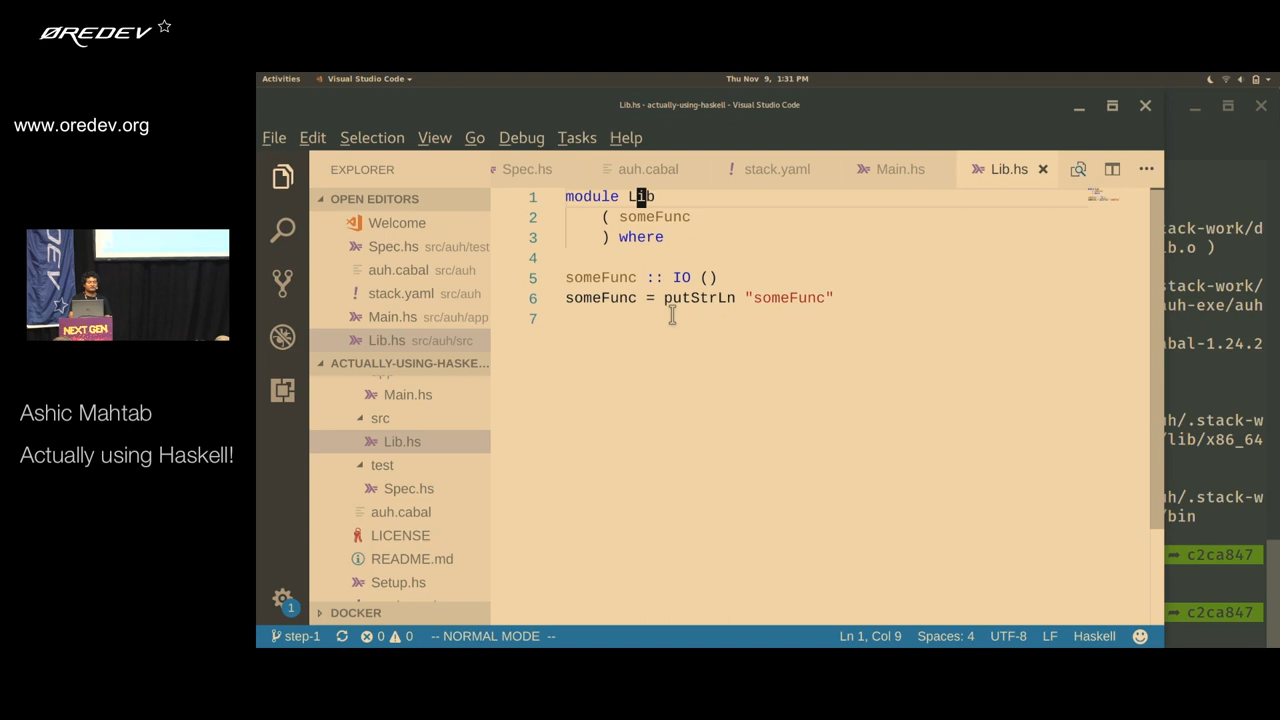 ØREDEV
www.oredev.org
NEXT GEN
Ashic Mahtab
Actually using Haskell!
Activities
Visual Studio Code
Thu Nov 9, 1:31 PM
Lib.hs - actually-using-haskell - Visual Studio Code
File Edit Selection View Go Debug Tasks Help
EXPLORER
OPEN EDITORS
Welcome
Spec.hs src/auh/test
auh.cabal src/auh
stack.yaml src/auh
Main.hs src/auh/app
Lib.hs src/auh/src
ACTUALLY-USING-HASKE...
Main.hs
src
Lib.hs
test
Spec.hs
auh.cabal
LICENSE
README.md
Setup.hs
DOCKER
1
Spec.hs auh.cabal ! stack.yaml Main.hs Lib.hs
1 module Lib
2 ( someFunc
3 ) where
4
5 someFunc :: IO ()
6 someFunc = putStrLn "someFunc"
7
step-1 0 0 -- NORMAL MODE -- Ln 1, Col 9 Spaces: 4 UTF-8 LF Haskell
tack-work/d
ib.o )
stack-work/
uh-exe/auh
abal-1.24.2
uh/.stack-w
/lib/x86_64
uh/.stack-w
/bin
c2ca847
c2ca847